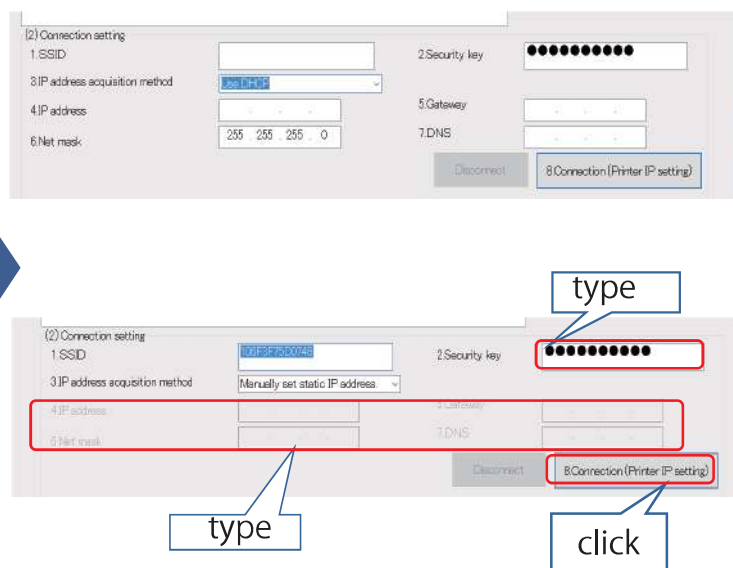 (2) Connection setting
1.SSID
2.Security key ●●●●●●●●●●
3.IP address acquisition method Use DHCP
4.IP address
5.Gateway
6.Net mask 255 . 255 . 255 . 0
7.DNS
Disconnect 8.Connection (Printer IP setting)
type
(2) Connection setting
1.SSID
2.Security key ●●●●●●●●●●
3.IP address acquisition method Manually set static IP address.
4.IP address
5.Gateway
6.Net mask
7.DNS
Disconnect 8.Connection (Printer IP setting)
type
click